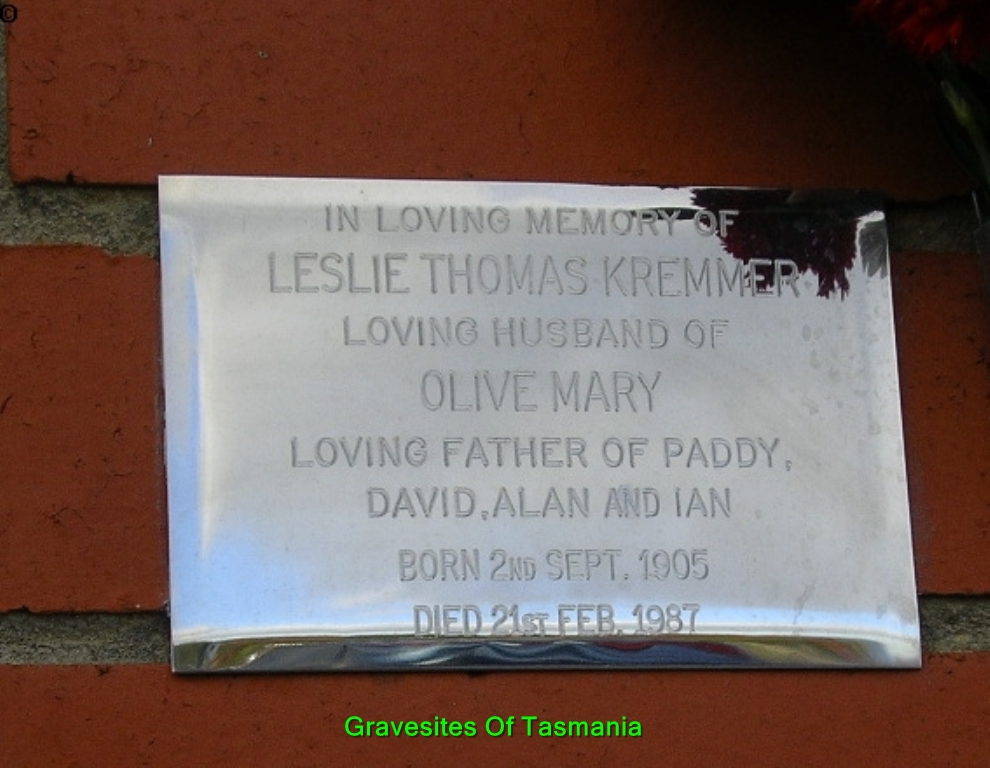 ©
IN LOVING MEMORY OF
LESLIE THOMAS KREMMER
LOVING HUSBAND OF
OLIVE MARY
LOVING FATHER OF PADDY,
DAVID, ALAN AND IAN
BORN 2ND SEPT. 1905
DIED 21ST FEB. 1987
Gravesites Of Tasmania